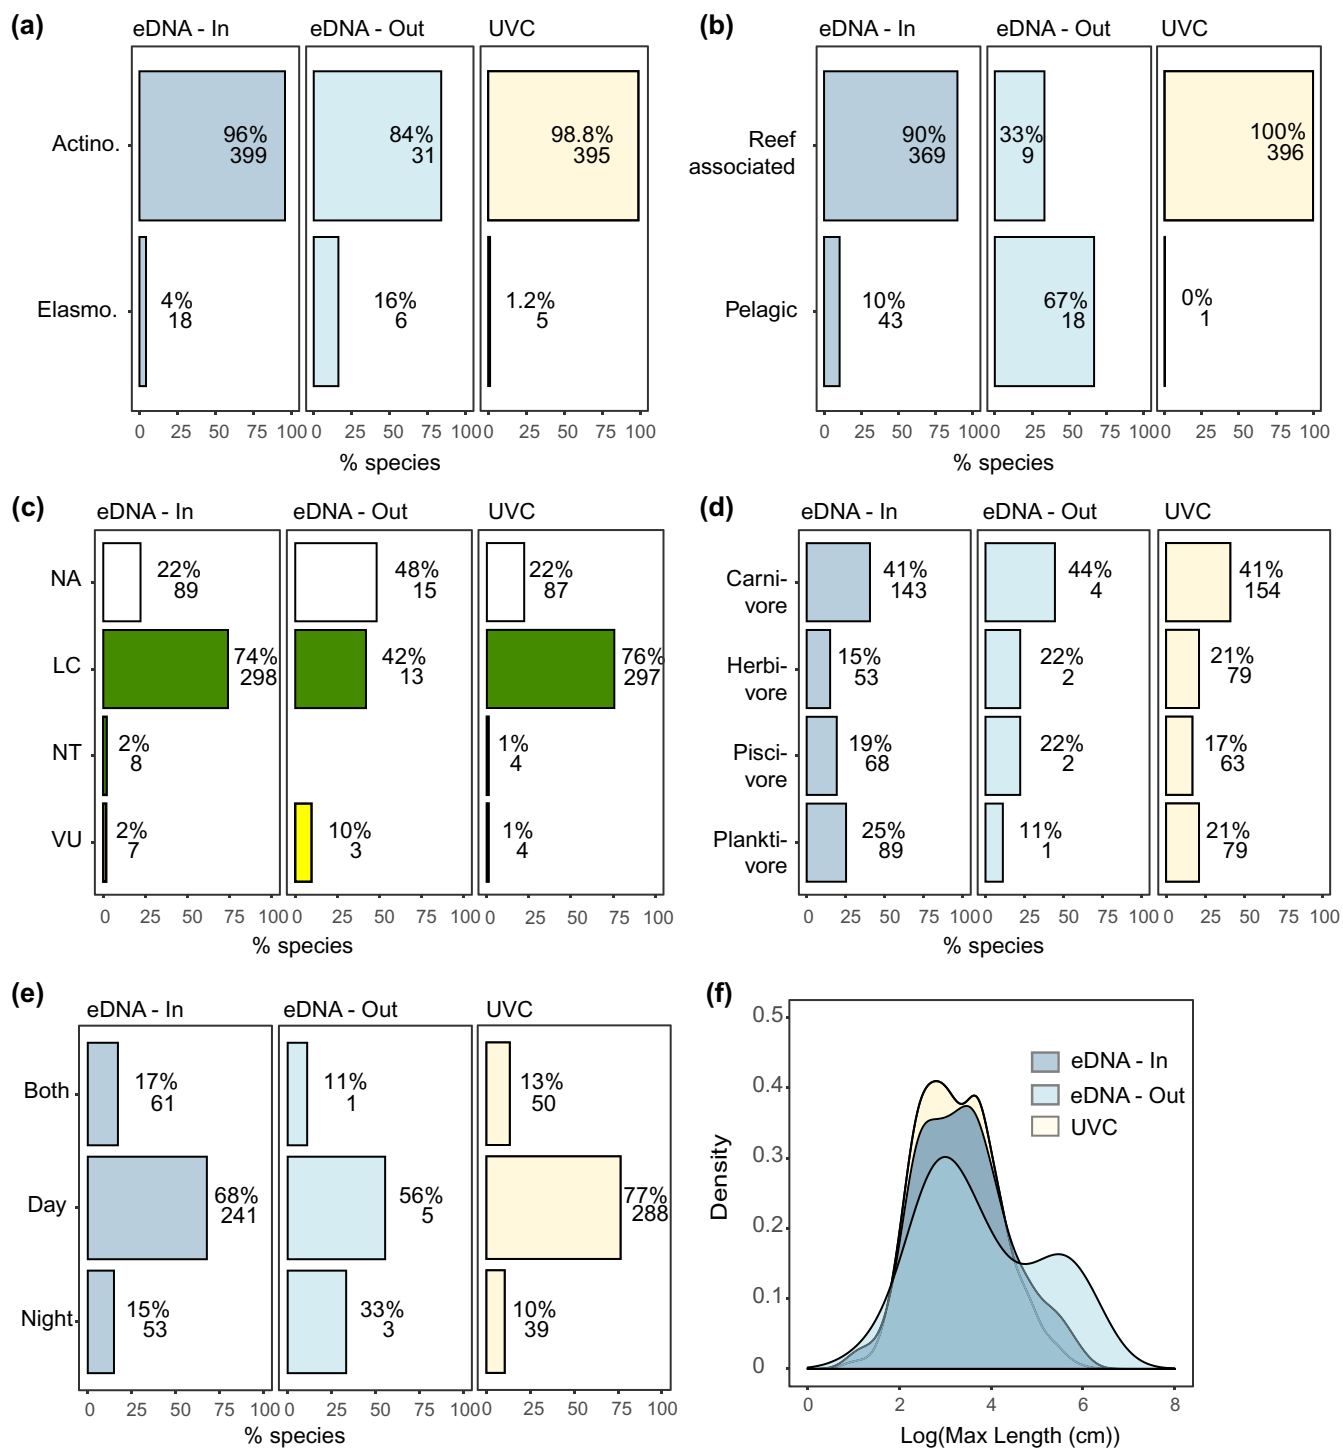 (a)
eDNA - In
eDNA - Out
UVC
Actino.
96%
399
84%
31
98.8%
395
Elasmo.
4%
18
16%
6
1.2%
5
0 25 50 75 100 0 25 50 75 100 0 25 50 75 100
% species
(b)
eDNA - In
eDNA - Out
UVC
Reef
associated
90%
369
33%
9
100%
396
Pelagic
10%
43
67%
18
0%
1
0 25 50 75 100 0 25 50 75 100 0 25 50 75 100
% species
(c)
eDNA - In
eDNA - Out
UVC
NA
22%
89
48%
15
22%
87
LC
74%
298
42%
13
76%
297
NT
2%
8
1%
4
VU
2%
7
10%
3
1%
4
0 25 50 75 100 0 25 50 75 100 0 25 50 75 100
% species
(d)
eDNA - In
eDNA - Out
UVC
Carni-
vore
41%
143
44%
4
41%
154
Herbi-
vore
15%
53
22%
2
21%
79
Pisci-
vore
19%
68
22%
2
17%
63
Plankti-
vore
25%
89
11%
1
21%
79
0 25 50 75 100 0 25 50 75 100 0 25 50 75 100
% species
(e)
eDNA - In
eDNA - Out
UVC
Both
17%
61
11%
1
13%
50
Day
68%
241
56%
5
77%
288
Night
15%
53
33%
3
10%
39
0 25 50 75 100 0 25 50 75 100 0 25 50 75 100
% species
(f)
0.5
0.4
0.3
0.2
0.1
0
Density
eDNA - In
eDNA - Out
UVC
0 2 4 6 8
Log(Max Length (cm))